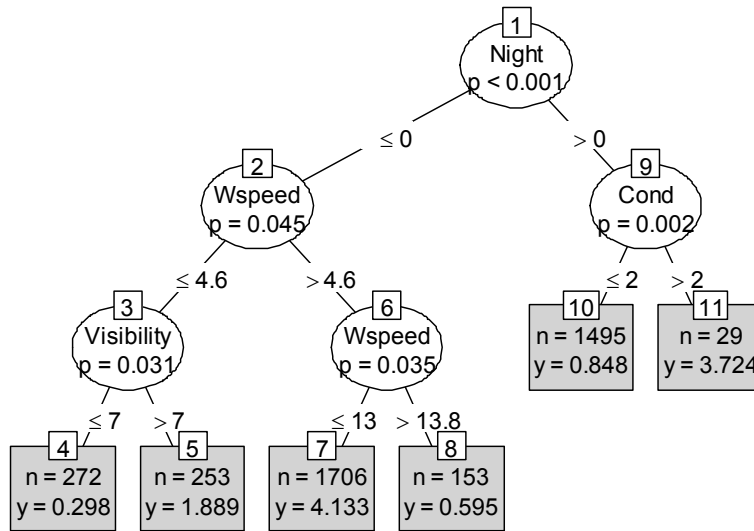 1
Night
p < 0.001
≤ 0
> 0
2
Wspeed
p = 0.045
9
Cond
p = 0.002
≤ 4.6
> 4.6
≤ 2
> 2
3
Visibility
p = 0.031
6
Wspeed
p = 0.035
10
n = 1495
y = 0.848
11
n = 29
y = 3.724
≤ 7
> 7
≤ 13
> 13.8
4
n = 272
y = 0.298
5
n = 253
y = 1.889
7
n = 1706
y = 4.133
8
n = 153
y = 0.595